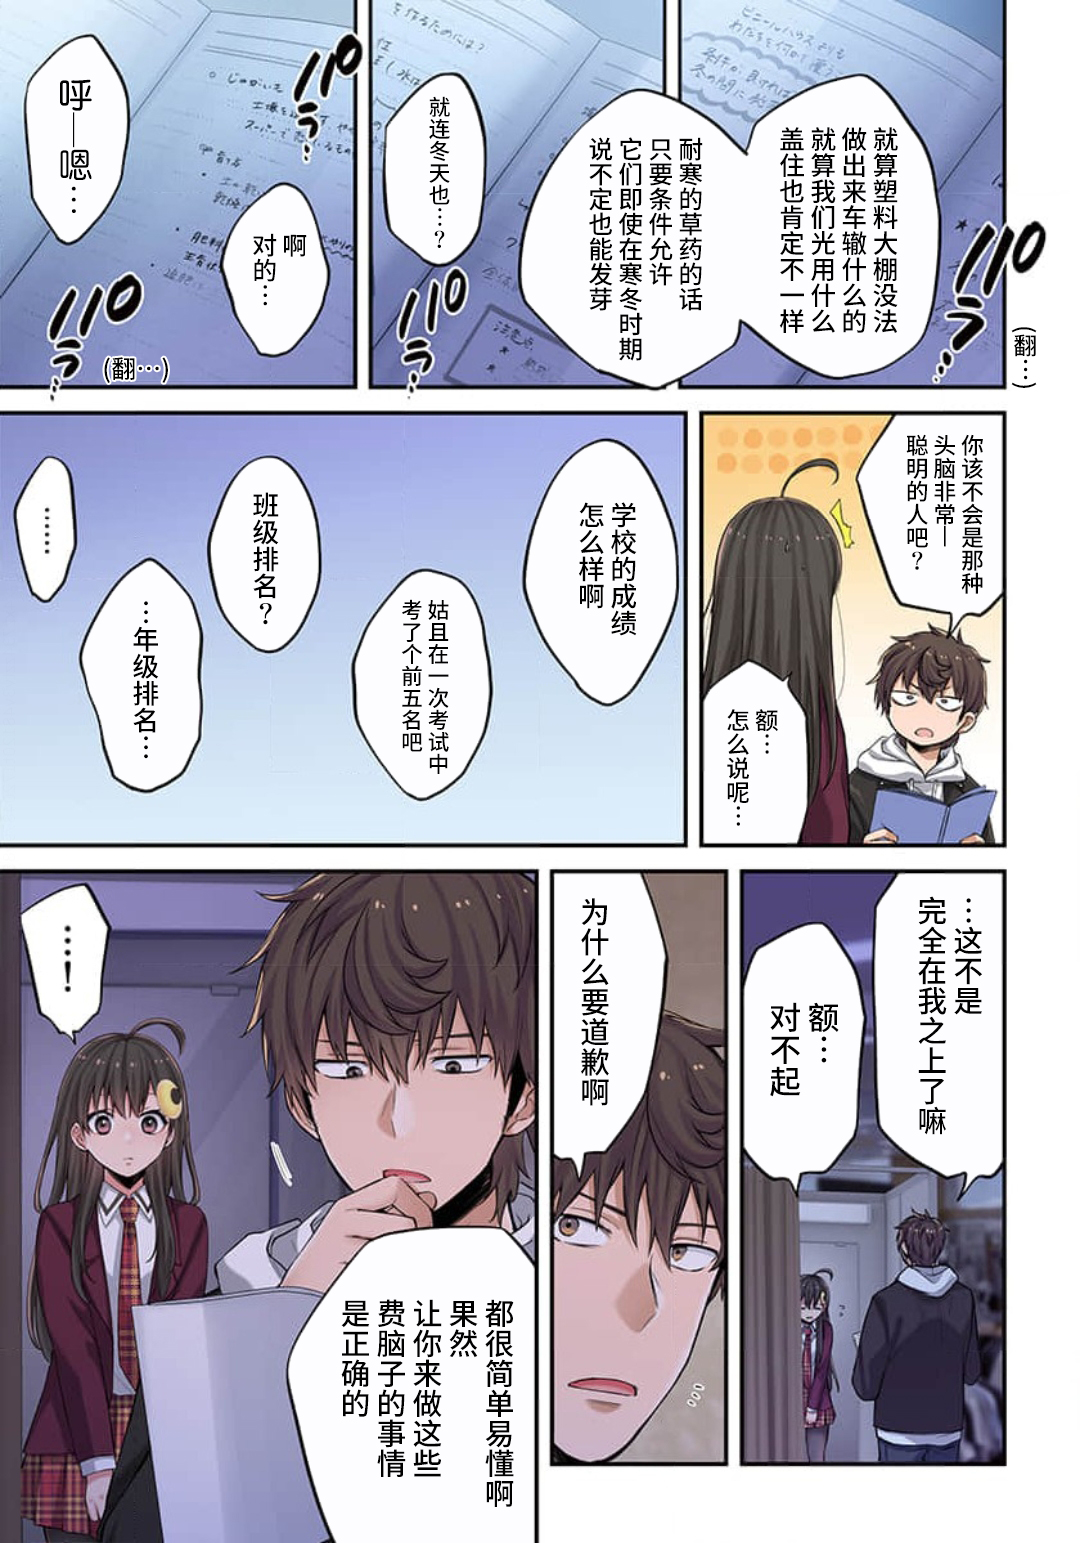 就算塑料大棚没法
做出来车辙什么的
就算我们光用什么
盖住也肯定不一样
耐寒的草药的话
只要条件允许
它们即使在寒冬时期
说不定也能发芽
(翻…)
就连冬天也…?
啊
对的…
呼—嗯…
(翻…)
你该不会是那种
头脑非常—
聪明的人吧?
额…
怎么说呢…
学校的成绩
怎么样啊
姑且在一次考试中
考了个前五名吧
班级排名?
…年级排名…
……
…这不是
完全在我之上了嘛
额…
对不起
为什么要道歉啊
都很简单易懂啊
果然
让你来做这些
费脑子的事情
是正确的
…!